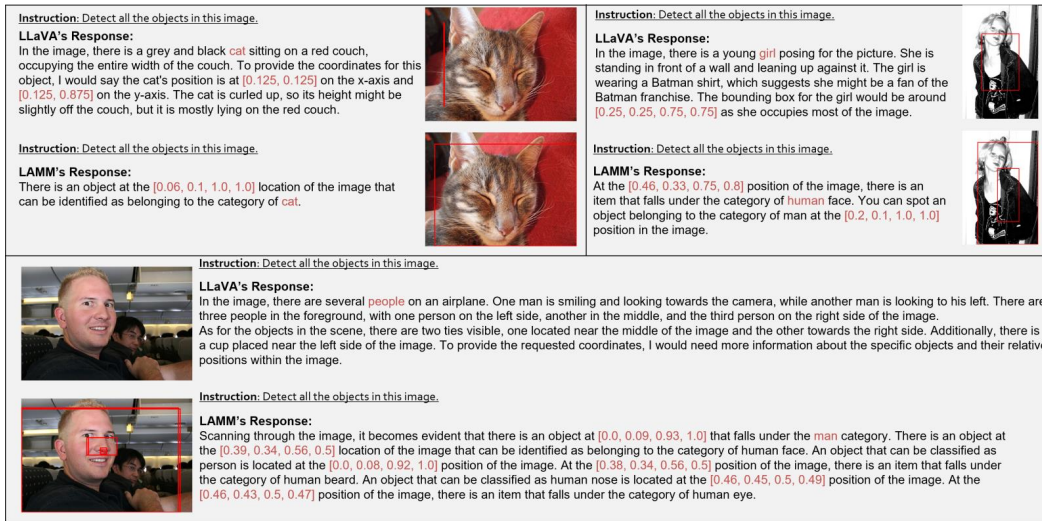 Instruction: Detect all the objects in this image.
LLaVA's Response:
In the image, there is a grey and black cat sitting on a red couch,
occupying the entire width of the couch. To provide the coordinates for this
object, I would say the cat's position is at [0.125, 0.125] on the x-axis and
[0.125, 0.875] on the y-axis. The cat is curled up, so its height might be
slightly off the couch, but it is mostly lying on the red couch.
Instruction: Detect all the objects in this image.
LAMM's Response:
There is an object at the [0.06, 0.1, 1.0, 1.0] location of the image that
can be identified as belonging to the category of cat.
Instruction: Detect all the objects in this image.
LLaVA's Response:
In the image, there is a young girl posing for the picture. She is
standing in front of a wall and leaning up against it. The girl is
wearing a Batman shirt, which suggests she might be a fan of the
Batman franchise. The bounding box for the girl would be around
[0.25, 0.25, 0.75, 0.75] as she occupies most of the image.
Instruction: Detect all the objects in this image.
LAMM's Response:
At the [0.46, 0.33, 0.75, 0.8] position of the image, there is an
item that falls under the category of human face. You can spot an
object belonging to the category of man at the [0.2, 0.1, 1.0, 1.0]
position in the image.
Instruction: Detect all the objects in this image.
LLaVA's Response:
In the image, there are several people on an airplane. One man is smiling and looking towards the camera, while another man is looking to his left. There are
three people in the foreground, with one person on the left side, another in the middle, and the third person on the right side of the image.
As for the objects in the scene, there are two ties visible, one located near the middle of the image and the other towards the right side. Additionally, there is
a cup placed near the left side of the image. To provide the requested coordinates, I would need more information about the specific objects and their relative
positions within the image.
Instruction: Detect all the objects in this image.
LAMM's Response:
Scanning through the image, it becomes evident that there is an object at [0.0, 0.09, 0.93, 1.0] that falls under the man category. There is an object at
the [0.39, 0.34, 0.56, 0.5] location of the image that can be identified as belonging to the category of human face. An object that can be classified as
person is located at the [0.0, 0.08, 0.92, 1.0] position of the image. At the [0.38, 0.34, 0.56, 0.5] position of the image, there is an item that falls under
the category of human beard. An object that can be classified as human nose is located at the [0.46, 0.45, 0.5, 0.49] position of the image. At the
[0.46, 0.43, 0.5, 0.47] position of the image, there is an item that falls under the category of human eye.